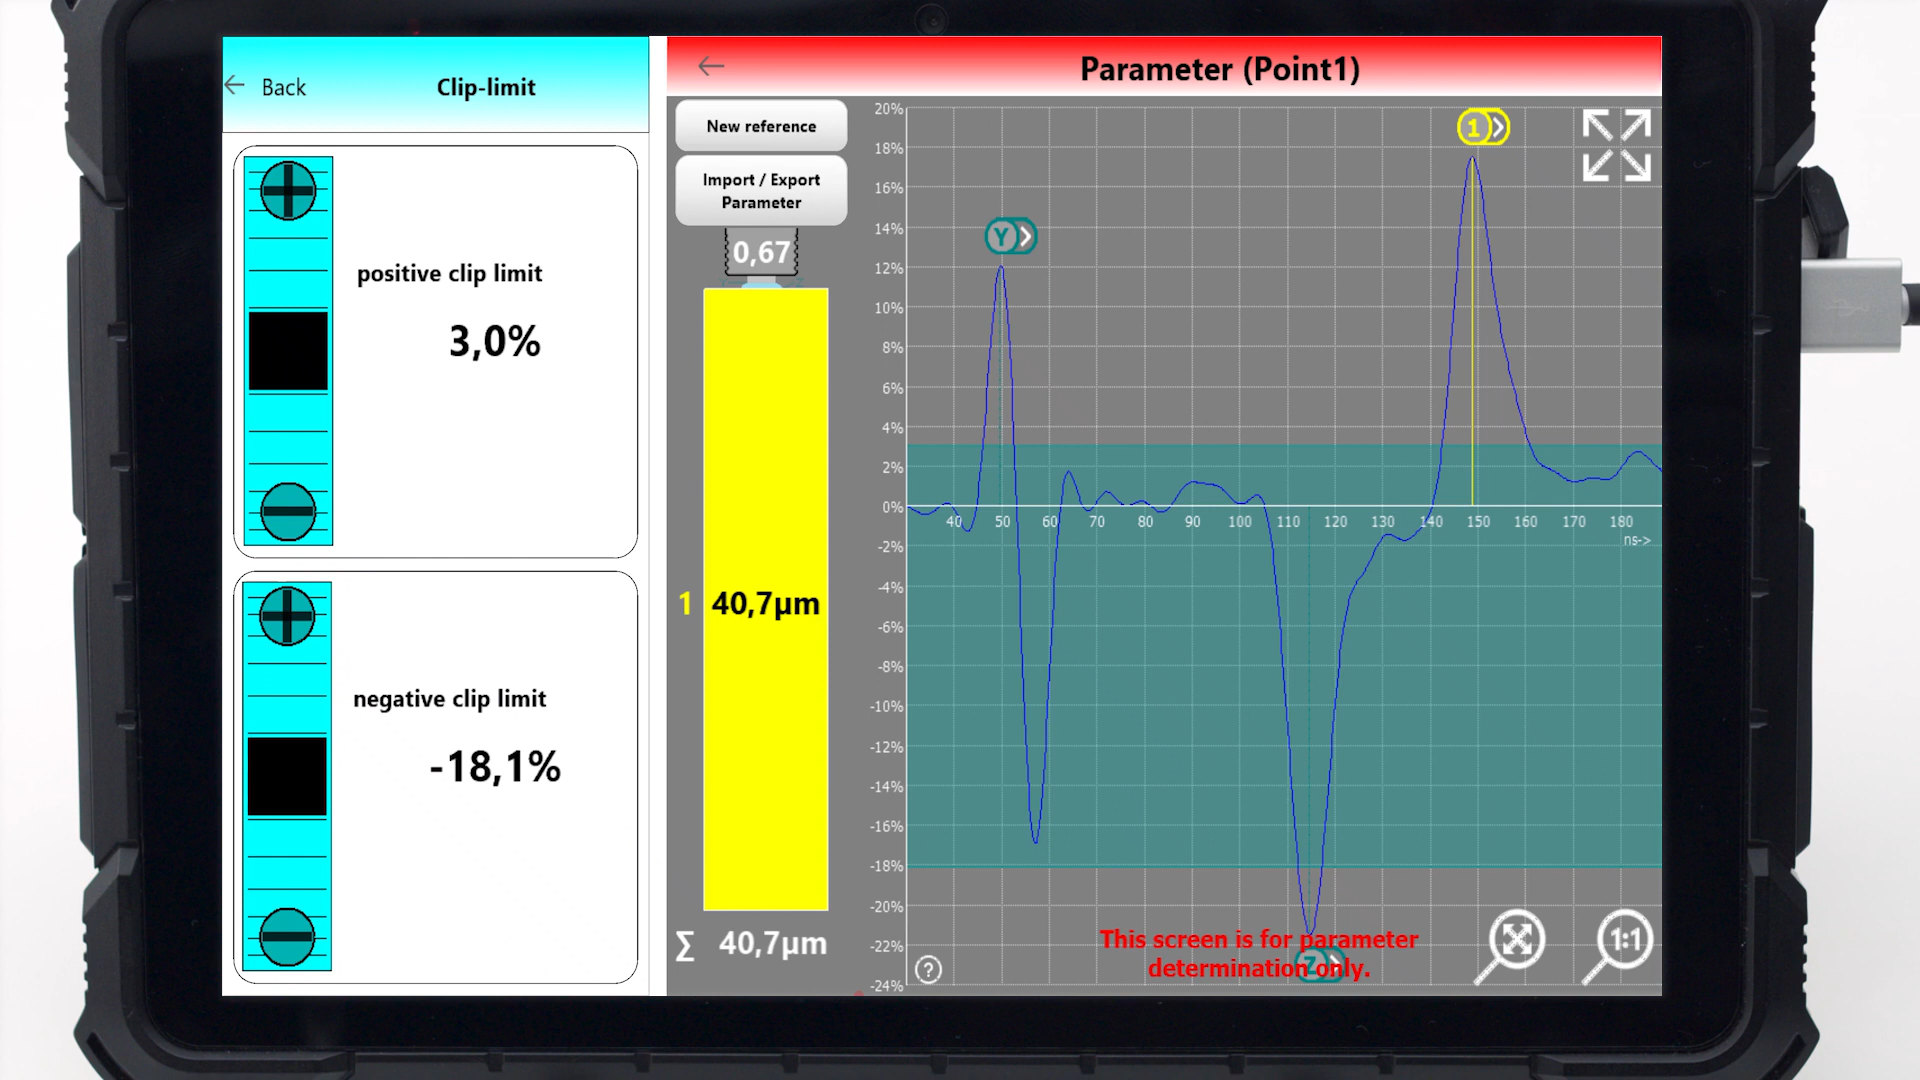 Back
Clip-limit
positive clip limit
3,0%
negative clip limit
-18,1%
Parameter (Point1)
New reference
Import / Export
Parameter
0,67
1
40,7µm
Σ 40,7µm
20%
18%
16%
14%
12%
10%
8%
6%
4%
2%
0%
-2%
-4%
-6%
-8%
-10%
-12%
-14%
-16%
-18%
-20%
-22%
-24%
40 50 60 70 80 90 100 110 120 130 140 150 160 170 180
ns->
Y
1
Z
This screen is for parameter
determination only.
?
1:1